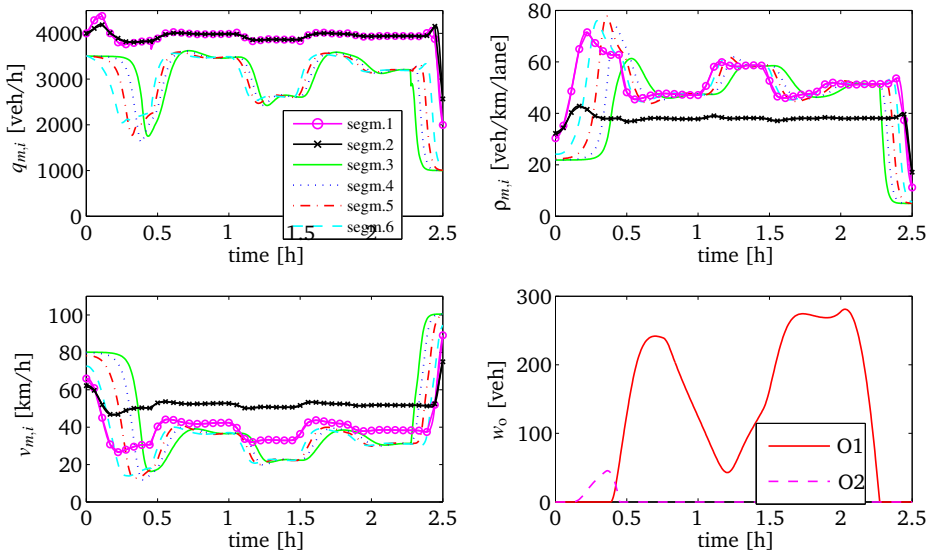 4000
3000
2000
1000
0
q_{m,i} [veh/h]
segm.1
segm.2
segm.3
segm.4
segm.5
segm.6
0 0.5 1 1.5 2 2.5
time [h]
80
60
40
20
0
ρ_{m,i} [veh/km/lane]
0 0.5 1 1.5 2 2.5
time [h]
100
80
60
40
20
0
v_{m,i} [km/h]
0 0.5 1 1.5 2 2.5
time [h]
300
200
100
0
w_o [veh]
O1
O2
0 0.5 1 1.5 2 2.5
time [h]